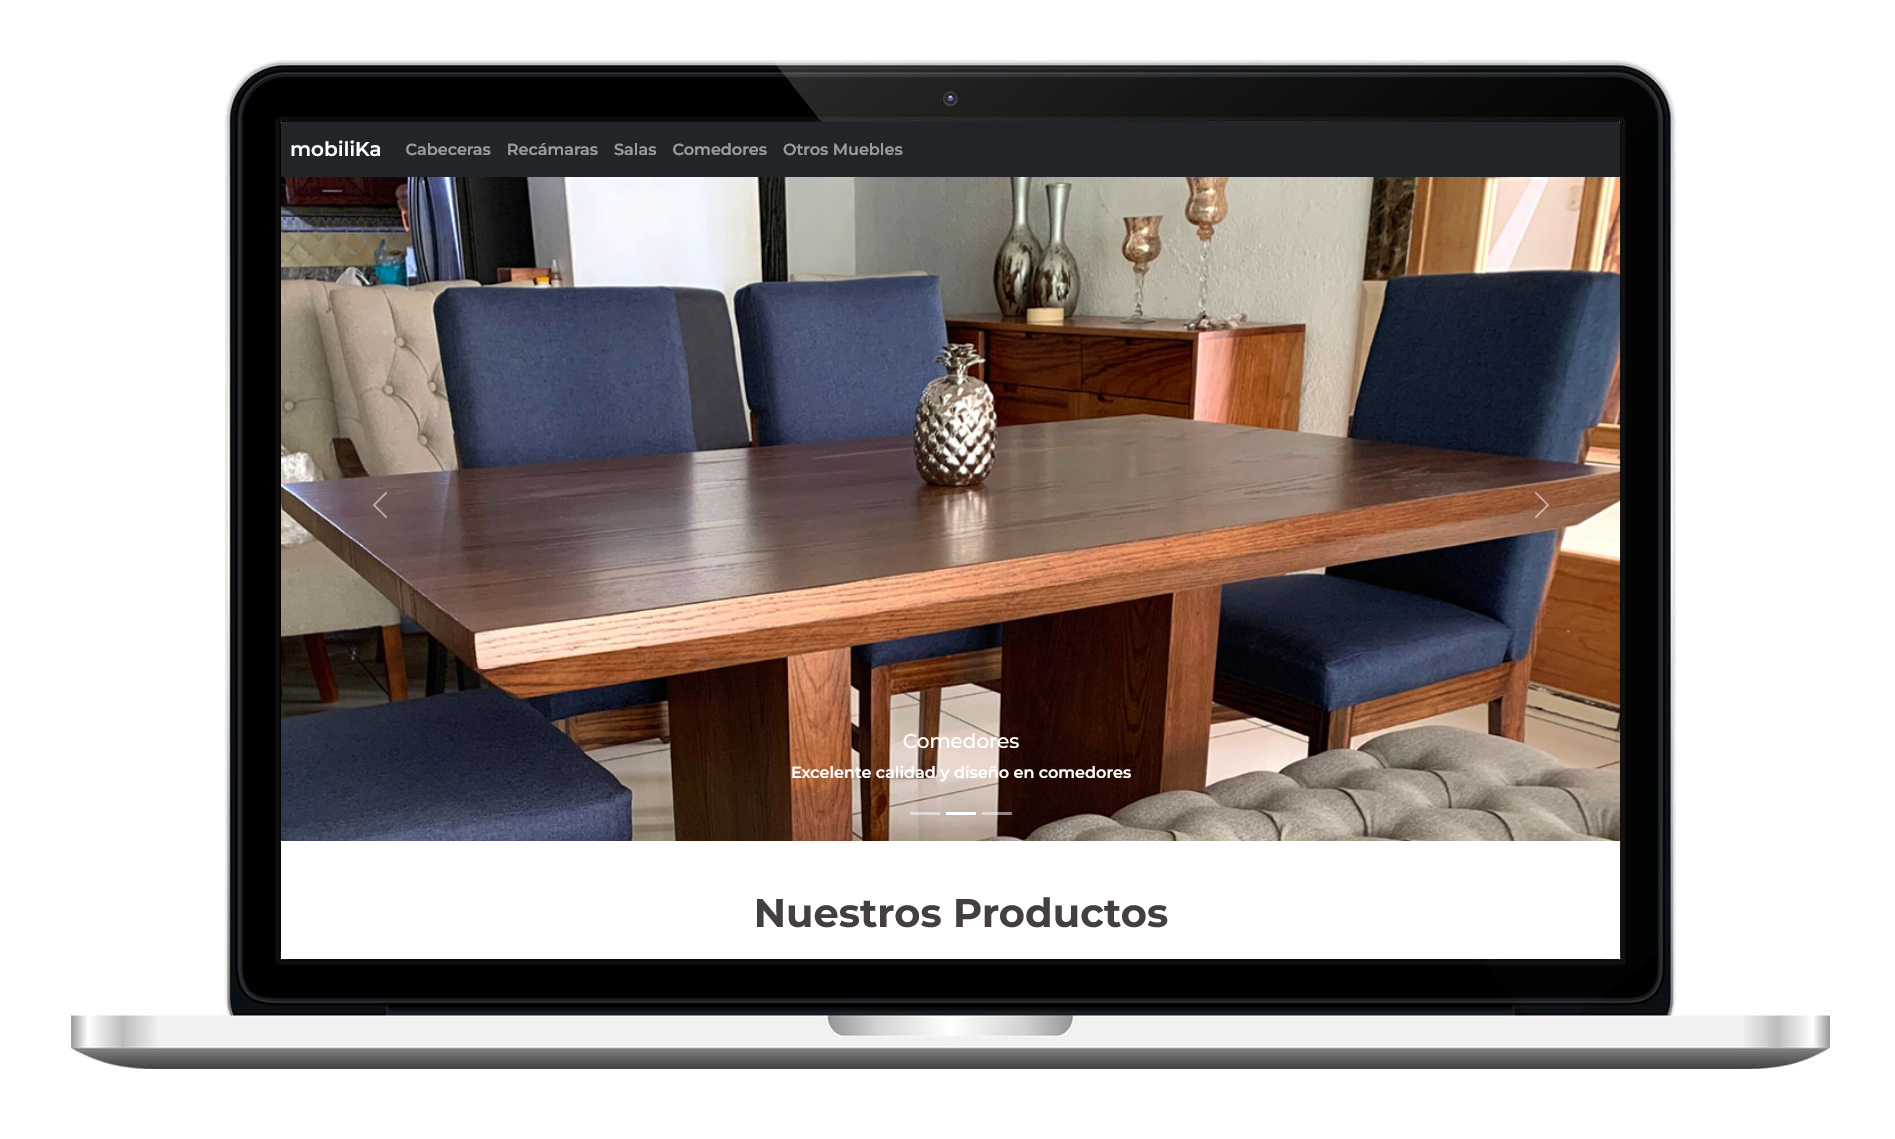 mobiliKa Cabeceras Recámaras Salas Comedores Otros Muebles
Comedores
Excelente calidad y diseño en comedores
Nuestros Productos